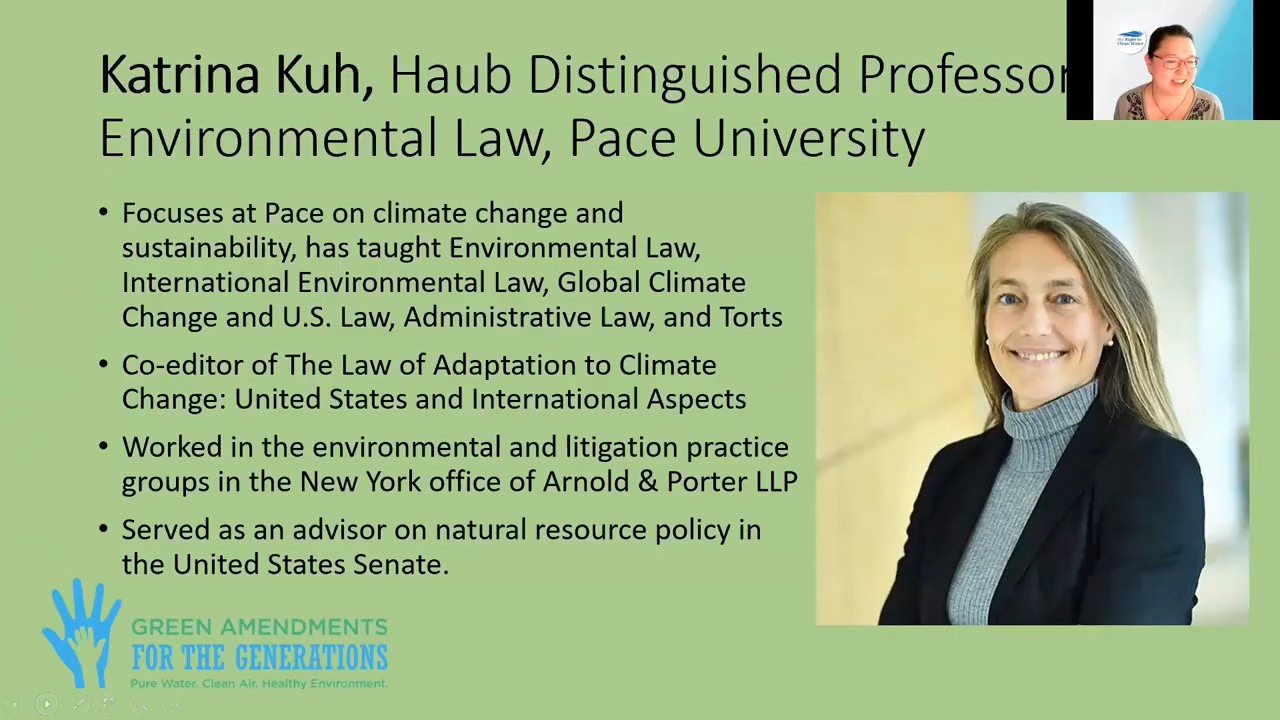 Katrina Kuh, Haub Distinguished Professor
Environmental Law, Pace University
• Focuses at Pace on climate change and
sustainability, has taught Environmental Law,
International Environmental Law, Global Climate
Change and U.S. Law, Administrative Law, and Torts
• Co-editor of The Law of Adaptation to Climate
Change: United States and International Aspects
• Worked in the environmental and litigation practice
groups in the New York office of Arnold & Porter LLP
• Served as an advisor on natural resource policy in
the United States Senate.
GREEN AMENDMENTS
FOR THE GENERATIONS
Pure Water. Clean Air. Healthy Environment.
Clean Water